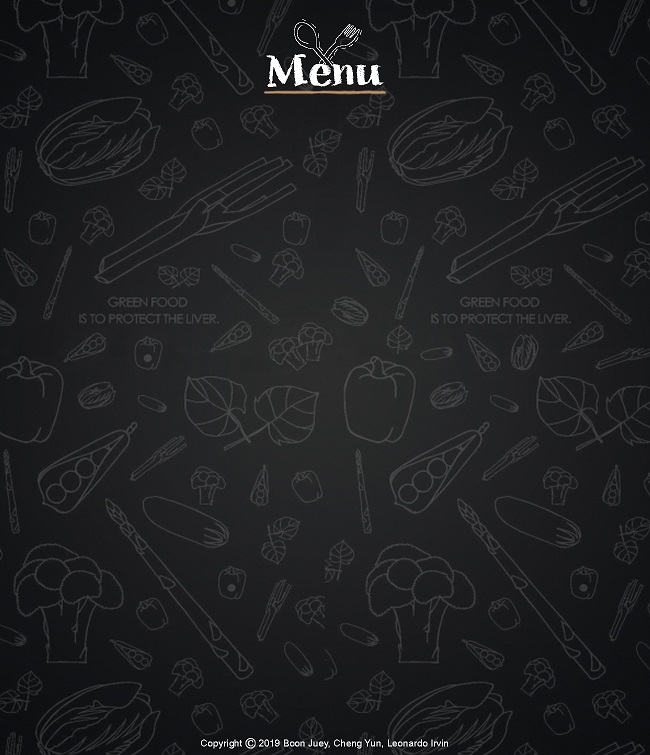 Menu
GREEN FOOD
IS TO PROTECT THE LIVER.
GREEN FOOD
IS TO PROTECT THE LIVER.
Copyright © 2019 Boon Juey, Cheng Yun, Leonardo Irvin